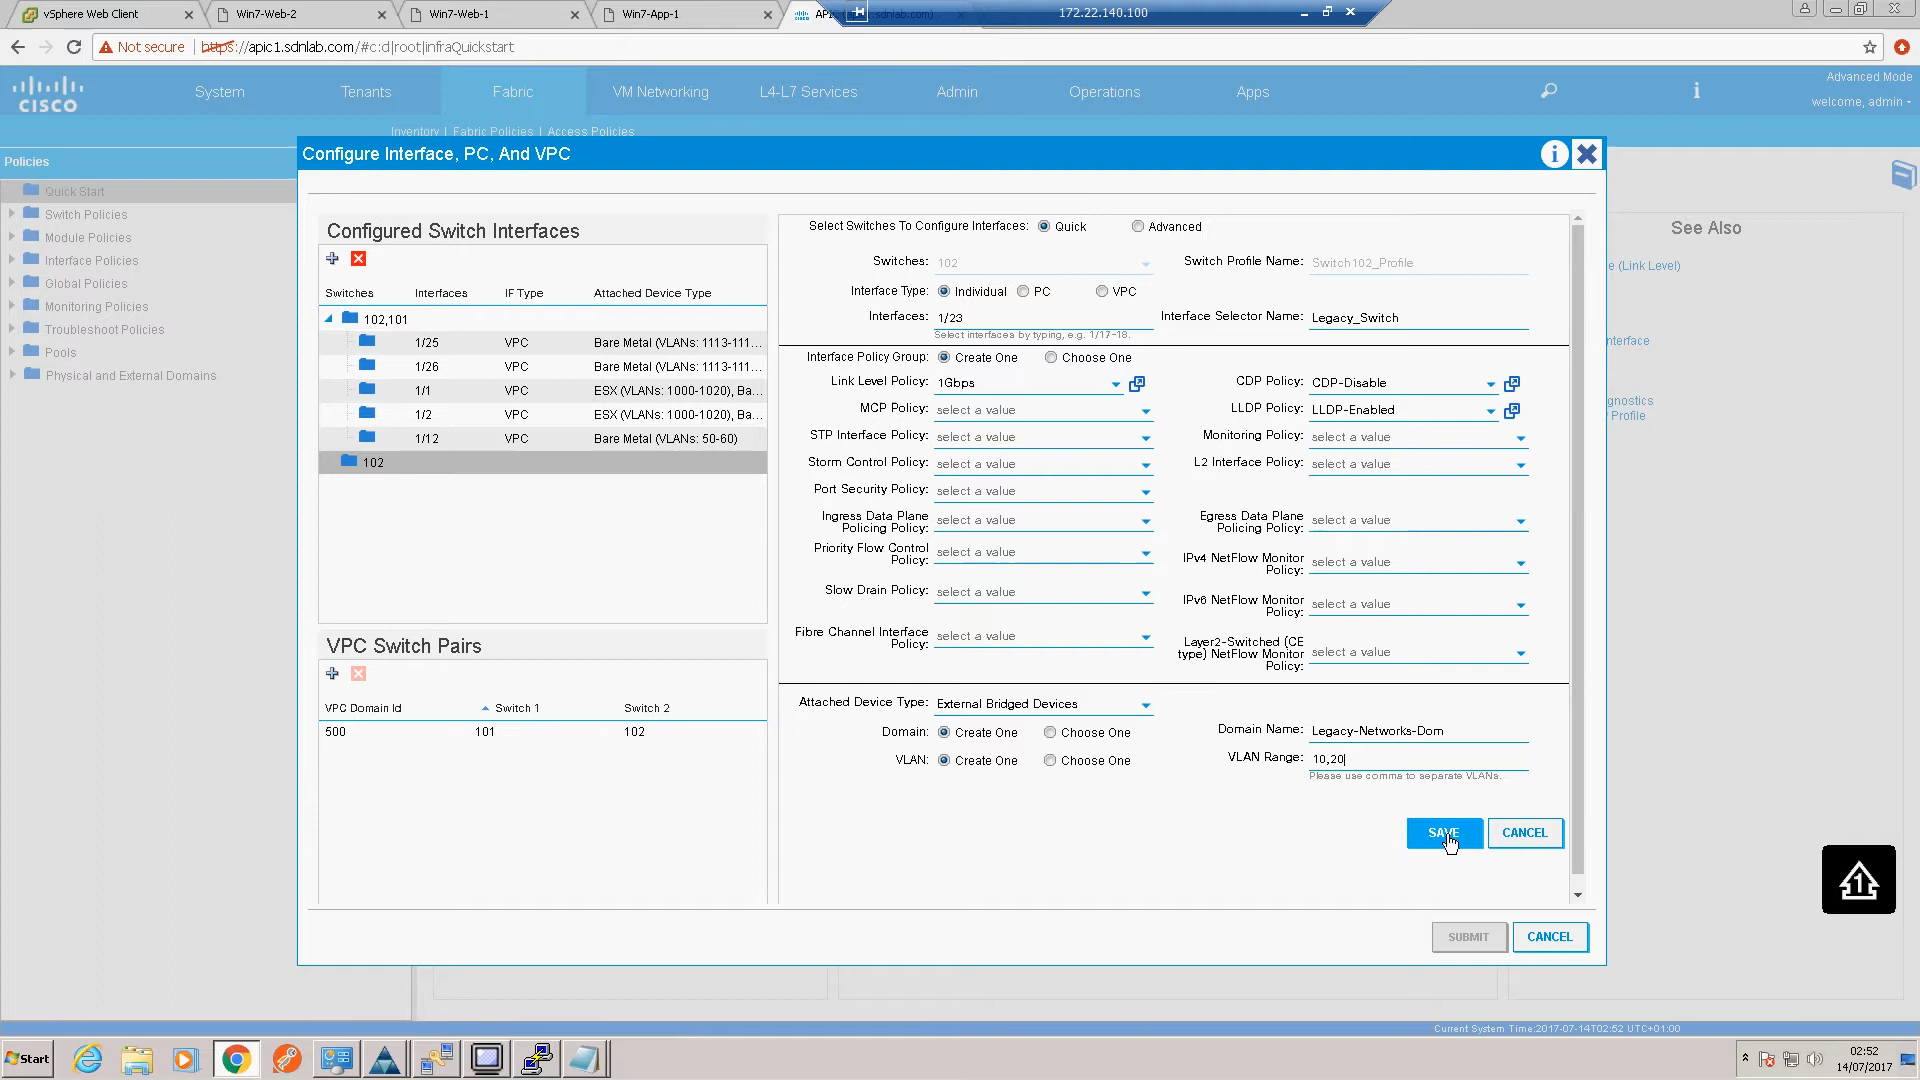 vSphere Web Client
Win7-Web-2
Win7-Web-1
Win7-App-1
172.22.140.100
Not secure
https://apic1.sdnlab.com/#c:d|root|infraQuickstart
CISCO
System
Tenants
Fabric
VM Networking
L4-L7 Services
Admin
Operations
Apps
Advanced Mode
welcome, admin
Inventory | Fabric Policies | Access Policies
Policies
Quick Start
Switch Policies
Module Policies
Interface Policies
Global Policies
Monitoring Policies
Troubleshoot Policies
Pools
Physical and External Domains
Configure Interface, PC, And VPC
Configured Switch Interfaces
Switches Interfaces IF Type Attached Device Type
102,101
1/25 VPC Bare Metal (VLANs: 1113-111...
1/26 VPC Bare Metal (VLANs: 1113-111...
1/1 VPC ESX (VLANs: 1000-1020), Ba...
1/2 VPC ESX (VLANs: 1000-1020), Ba...
1/12 VPC Bare Metal (VLANs: 50-60)
102
VPC Switch Pairs
VPC Domain Id Switch 1 Switch 2
500 101 102
Select Switches To Configure Interfaces: Quick Advanced
Switches: 102 Switch Profile Name: Switch102_Profile
Interface Type: Individual PC VPC
Interfaces: 1/23 Interface Selector Name: Legacy_Switch
Select interfaces by typing, e.g. 1/17-18.
Interface Policy Group: Create One Choose One
Link Level Policy: 1Gbps CDP Policy: CDP-Disable
MCP Policy: select a value LLDP Policy: LLDP-Enabled
STP Interface Policy: select a value Monitoring Policy: select a value
Storm Control Policy: select a value L2 Interface Policy: select a value
Port Security Policy: select a value
Ingress Data Plane Policing Policy: select a value Egress Data Plane Policing Policy: select a value
Priority Flow Control Policy: select a value IPv4 NetFlow Monitor Policy: select a value
Slow Drain Policy: select a value IPv6 NetFlow Monitor Policy: select a value
Fibre Channel Interface Policy: select a value Layer2-Switched (CE type) NetFlow Monitor Policy: select a value
Attached Device Type: External Bridged Devices
Domain: Create One Choose One Domain Name: Legacy-Networks-Dom
VLAN: Create One Choose One VLAN Range: 10,20
Please use comma to separate VLANs.
SAVE CANCEL
SUBMIT CANCEL
See Also
e (Link Level)
nterface
gnostics
Profile
1
Current System Time:2017-07-14T02:52 UTC+01:00
Start
02:52
14/07/2017